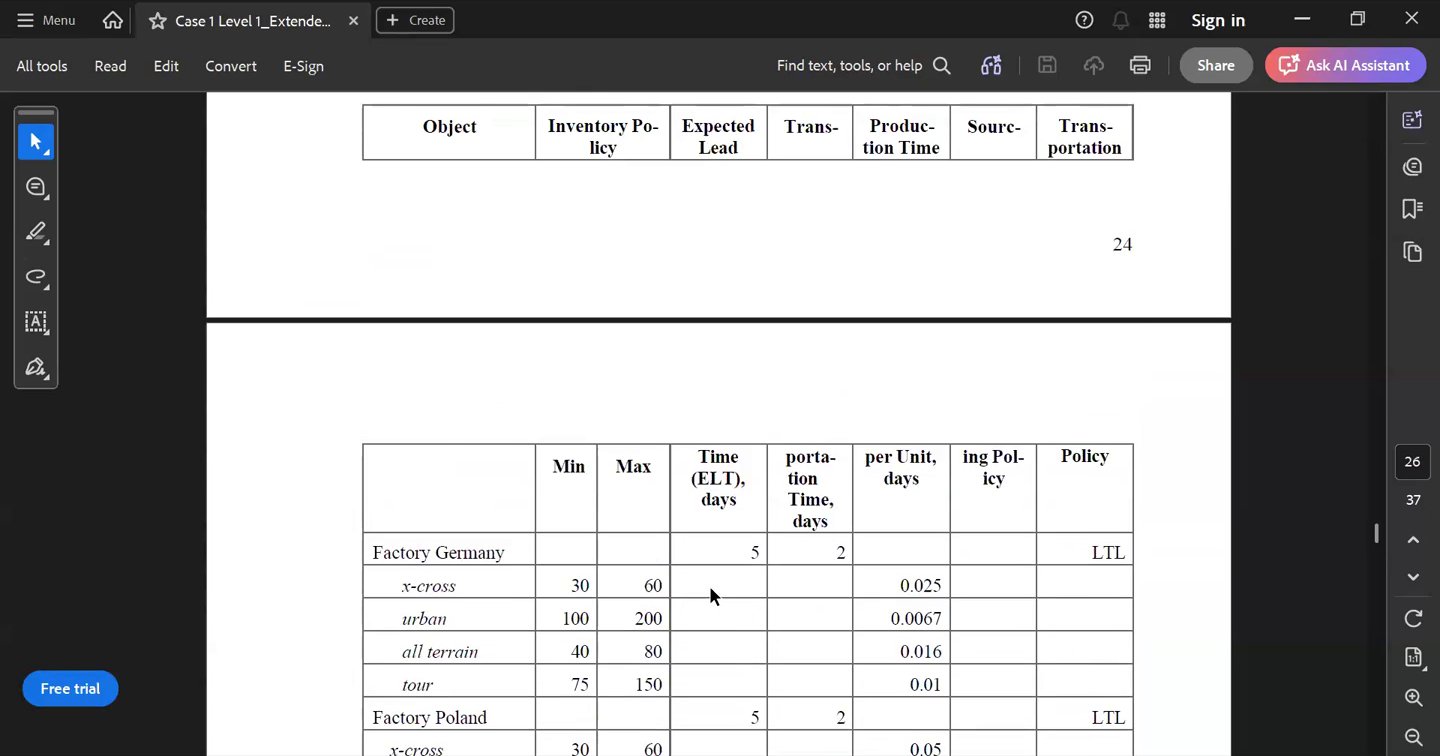 Menu
Case 1 Level 1_Extende...
Create
Sign in
All tools
Read
Edit
Convert
E-Sign
Find text, tools, or help
Share
Ask AI Assistant
Object
Inventory Po-
licy
Expected
Lead
Trans-
Produc-
tion Time
Sourc-
Trans-
portation
24
Min
Max
Time
(ELT),
days
porta-
tion
Time,
days
per Unit,
days
ing Pol-
icy
Policy
Factory Germany 5 2 LTL
x-cross 30 60 0.025
urban 100 200 0.0067
all terrain 40 80 0.016
tour 75 150 0.01
Factory Poland 5 2 LTL
x-cross 30 60 0.05
Free trial
26
37